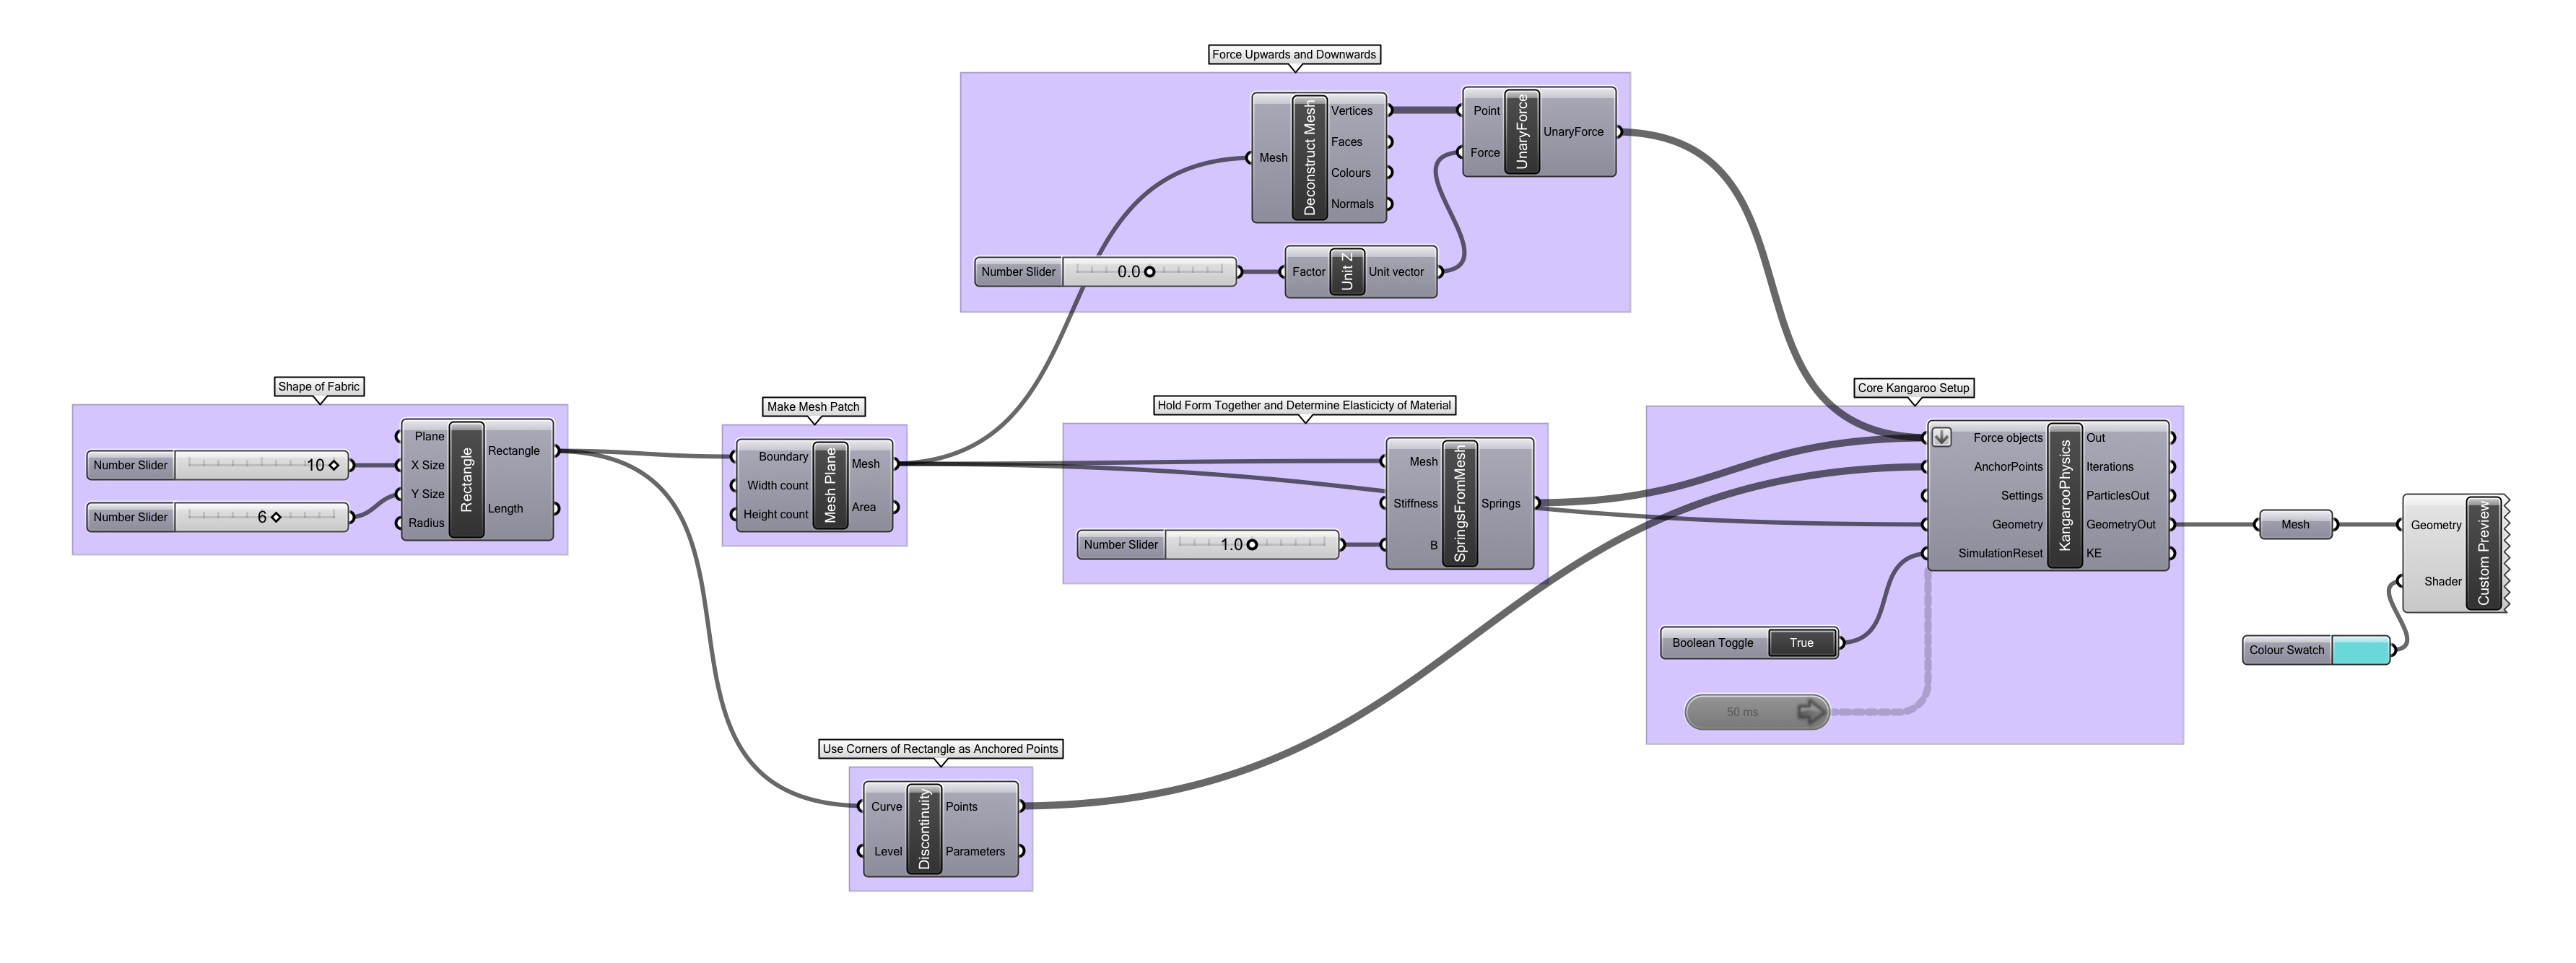 Force Upwards and Downwards
Deconstruct Mesh
Mesh
Vertices
Faces
Colours
Normals
Point
Force
UnaryForce
UnaryForce
Number Slider
0.0
Factor
Unit Z
Unit vector
Shape of Fabric
Number Slider
10
Number Slider
6
Plane
X Size
Y Size
Radius
Rectangle
Rectangle
Length
Make Mesh Patch
Boundary
Width count
Height count
Mesh Plane
Mesh
Area
Hold Form Together and Determine Elasticicty of Material
Mesh
Stiffness
B
SpringsFromMesh
Springs
Number Slider
1.0
Core Kangaroo Setup
Force objects
AnchorPoints
Settings
Geometry
SimulationReset
KangarooPhysics
Out
Iterations
ParticlesOut
GeometryOut
KE
Boolean Toggle
True
50 ms
Mesh
Geometry
Shader
Custom Preview
Colour Swatch
Use Corners of Rectangle as Anchored Points
Curve
Level
Discontinuity
Points
Parameters